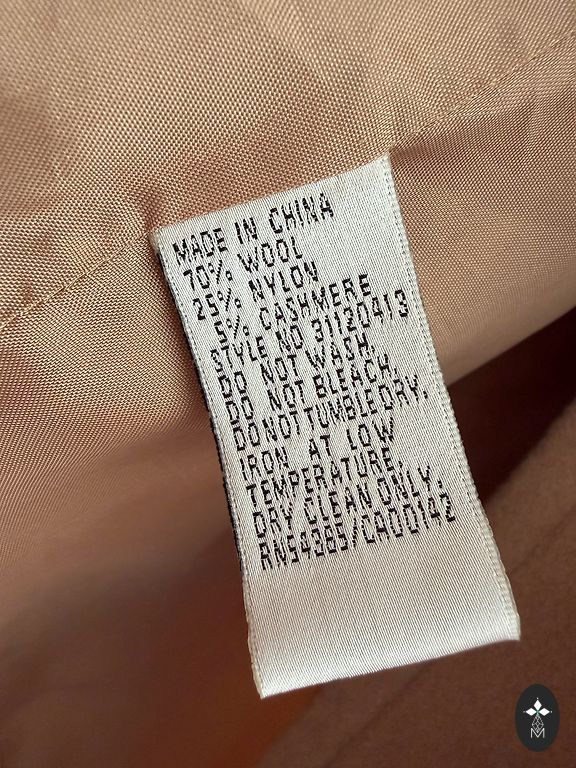 MADE IN CHINA
70% WOOL
25% NYLON
5% CASHMERE
STYLE NO 31120413
DO NOT WASH.
DO NOT BLEACH.
DO NOT TUMBLE DRY.
IRON AT LOW
TEMPERATURE.
DRY CLEAN ONLY.
RN54385/CA00142
M